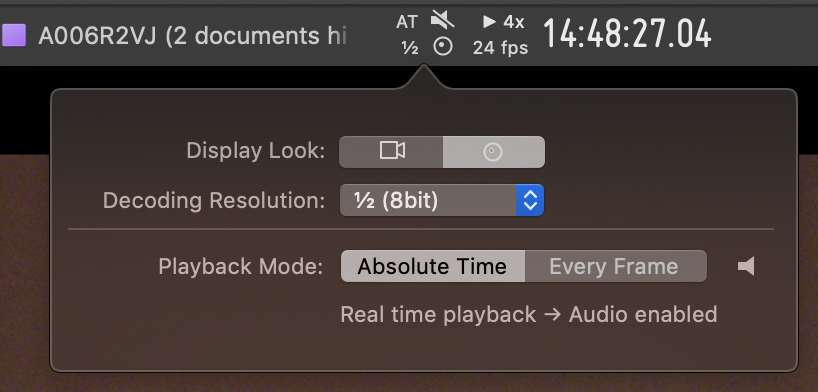 A006R2VJ (2 documents hi
AT 4x
½ 24 fps
14:48:27.04
Display Look:
Decoding Resolution: ½ (8bit)
Playback Mode: Absolute Time Every Frame
Real time playback → Audio enabled